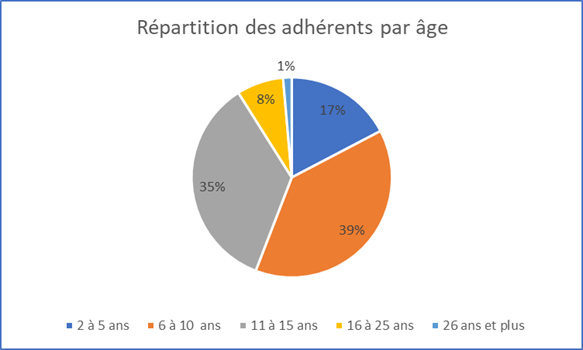 Répartition des adhérents par âge
1%
8%
17%
35%
39%
2 à 5 ans 6 à 10 ans 11 à 15 ans 16 à 25 ans 26 ans et plus